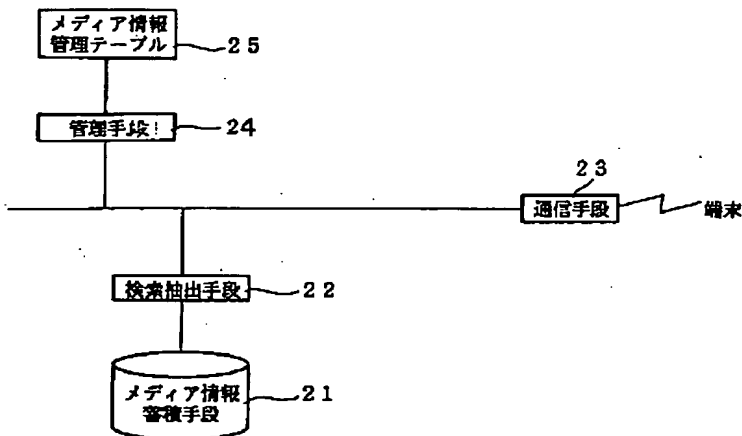 メディア情報
管理テーブル
25
管理手段
24
23
通信手段
端末
検索抽出手段
22
メディア情報
蓄積手段
21